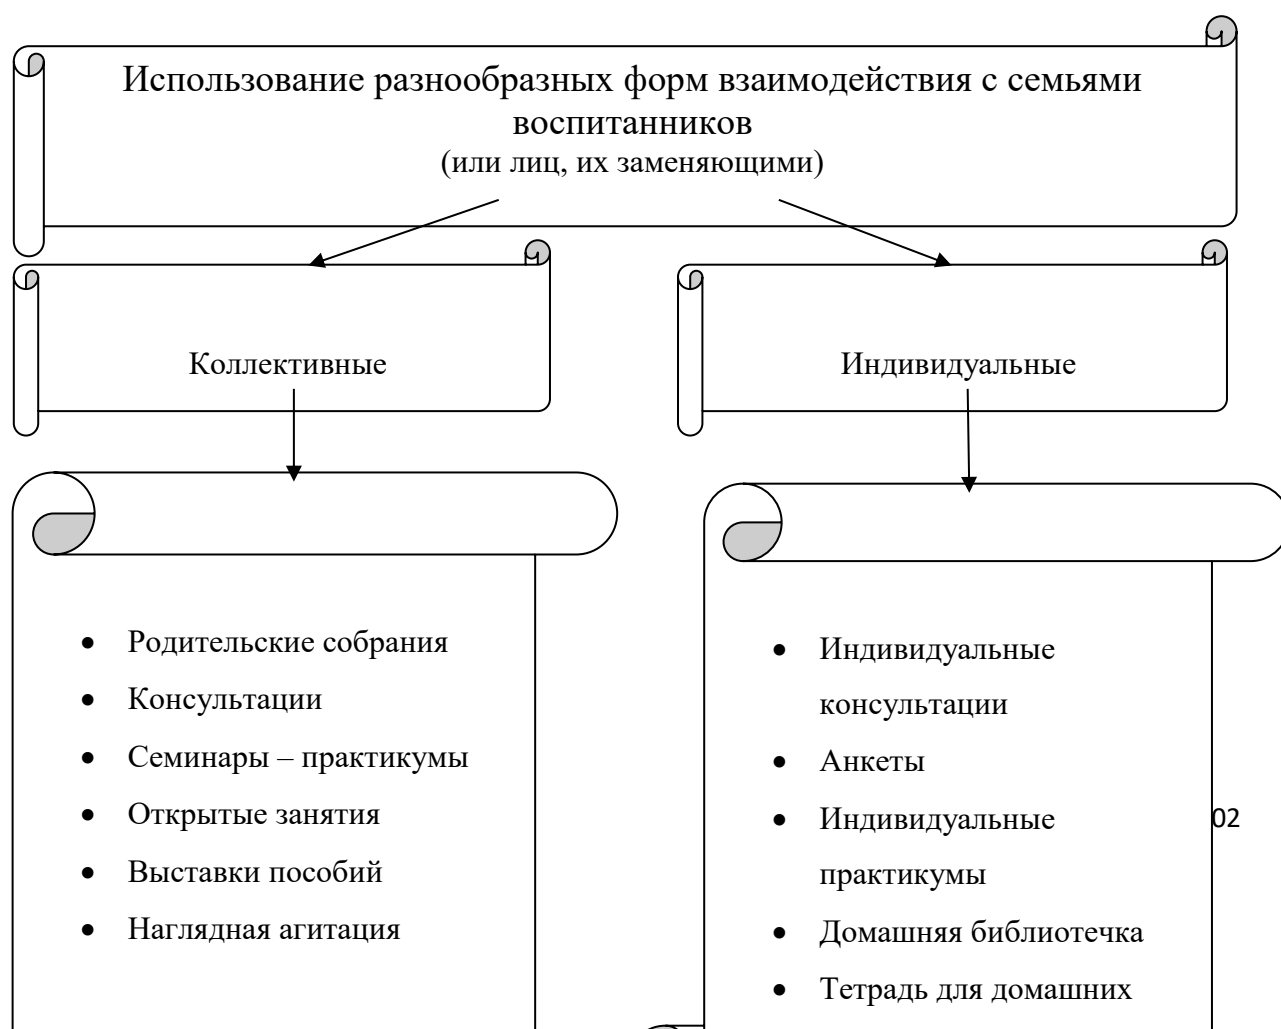 Использование разнообразных форм взаимодействия с семьями
воспитанников
(или лиц, их заменяющими)
Коллективные
Индивидуальные
• Родительские собрания
• Консультации
• Семинары – практикумы
• Открытые занятия
• Выставки пособий
• Наглядная агитация
• Индивидуальные
консультации
• Анкеты
• Индивидуальные
практикумы
• Домашняя библиотечка
• Тетрадь для домашних
02